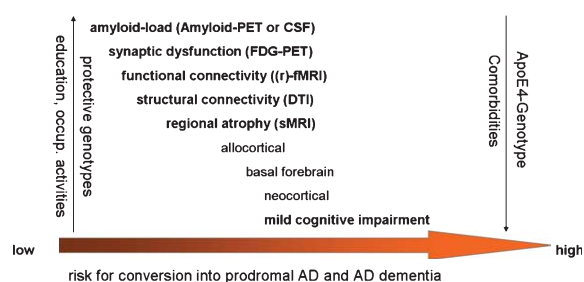 amyloid-load (Amyloid-PET or CSF)
synaptic dysfunction (FDG-PET)
functional connectivity ((r)-fMRI)
structural connectivity (DTI)
regional atrophy (sMRI)
allocortical
basal forebrain
neocortical
mild cognitive impairment
education, occup. activities
protective genotypes
ApoE4-Genotype
Comorbidities
low
high
risk for conversion into prodromal AD and AD dementia